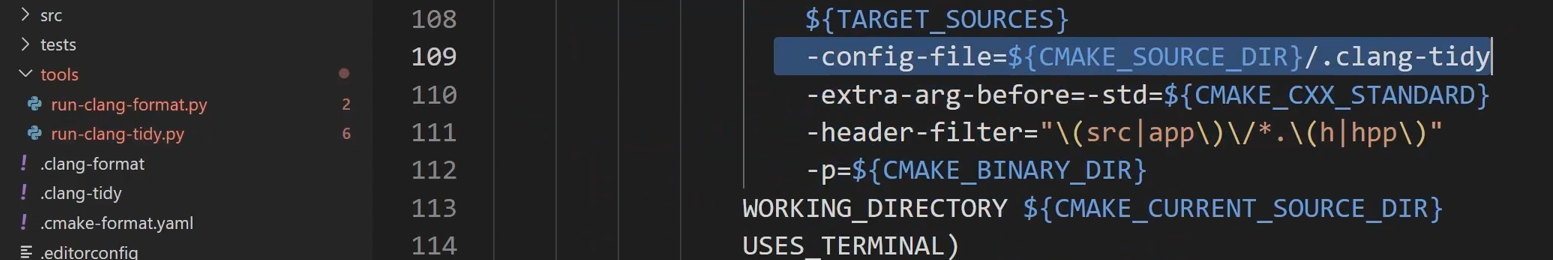 src
tests
tools
run-clang-format.py 2
run-clang-tidy.py 6
.clang-format
.clang-tidy
.cmake-format.yaml
.editorconfig
108 ${TARGET_SOURCES}
109 -config-file=${CMAKE_SOURCE_DIR}/.clang-tidy
110 -extra-arg-before=-std=${CMAKE_CXX_STANDARD}
111 -header-filter="\(src|app\)\/*.\(h|hpp\)"
112 -p=${CMAKE_BINARY_DIR}
113 WORKING_DIRECTORY ${CMAKE_CURRENT_SOURCE_DIR}
114 USES_TERMINAL)